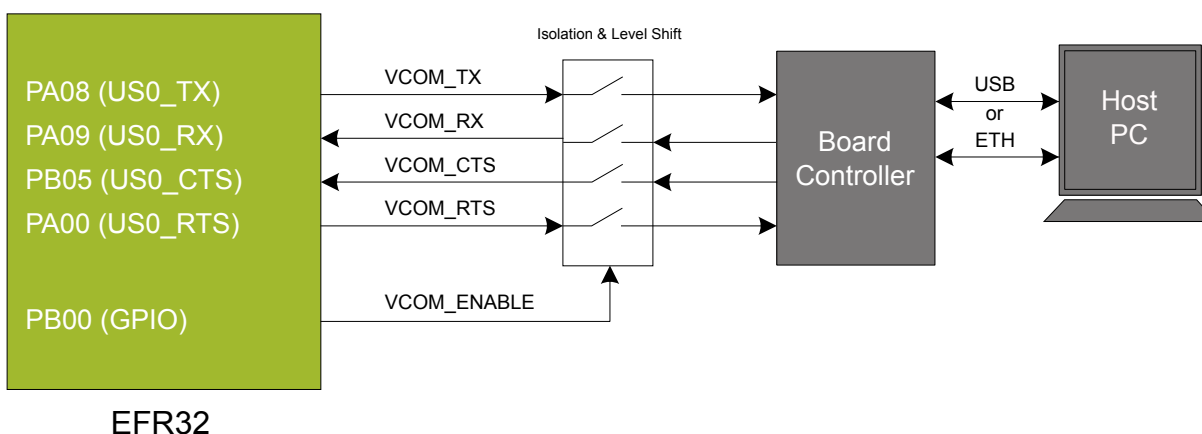 Isolation & Level Shift
PA08 (US0_TX)
PA09 (US0_RX)
PB05 (US0_CTS)
PA00 (US0_RTS)
PB00 (GPIO)
EFR32
VCOM_TX
VCOM_RX
VCOM_CTS
VCOM_RTS
VCOM_ENABLE
Board
Controller
USB
or
ETH
Host
PC